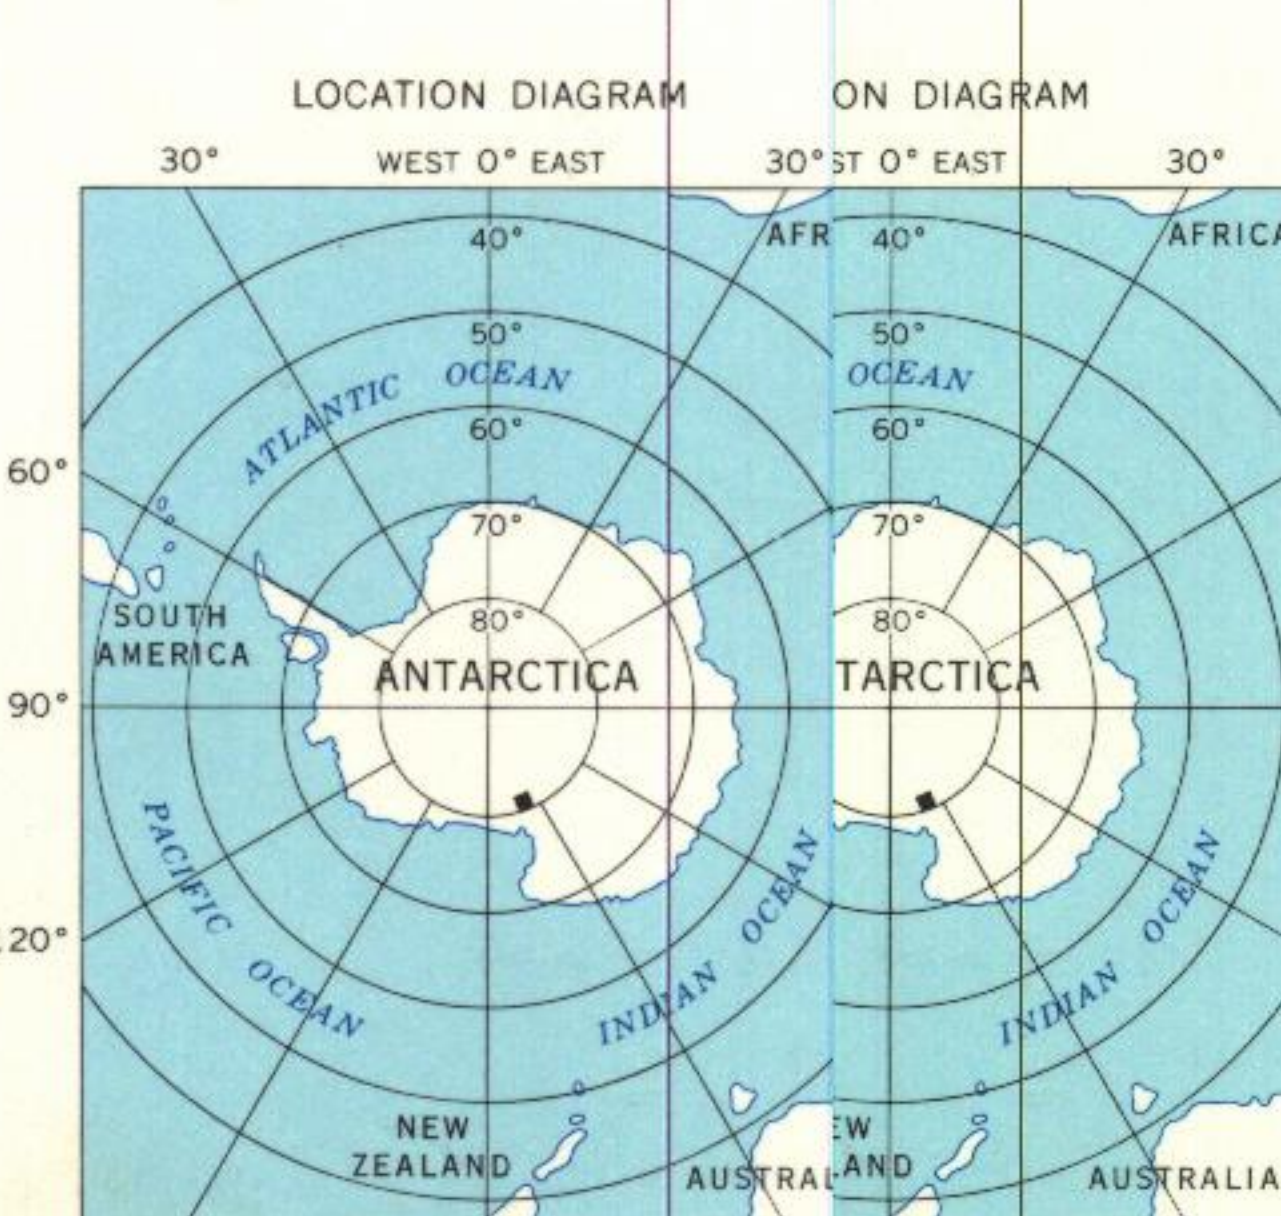 LOCATION DIAGRAM
ON DIAGRAM
30° WEST 0° EAST 30°
ST 0° EAST 30°
AFR
AFRICA
40°
40°
50°
50°
ATLANTIC OCEAN
OCEAN
60°
60°
60°
70°
70°
80°
80°
SOUTH
AMERICA
ANTARCTICA
TARCTICA
90°
PACIFIC OCEAN
INDIAN OCEAN
INDIAN OCEAN
20°
NEW
ZEALAND
EW
LAND
AUSTRAL
AUSTRALIA